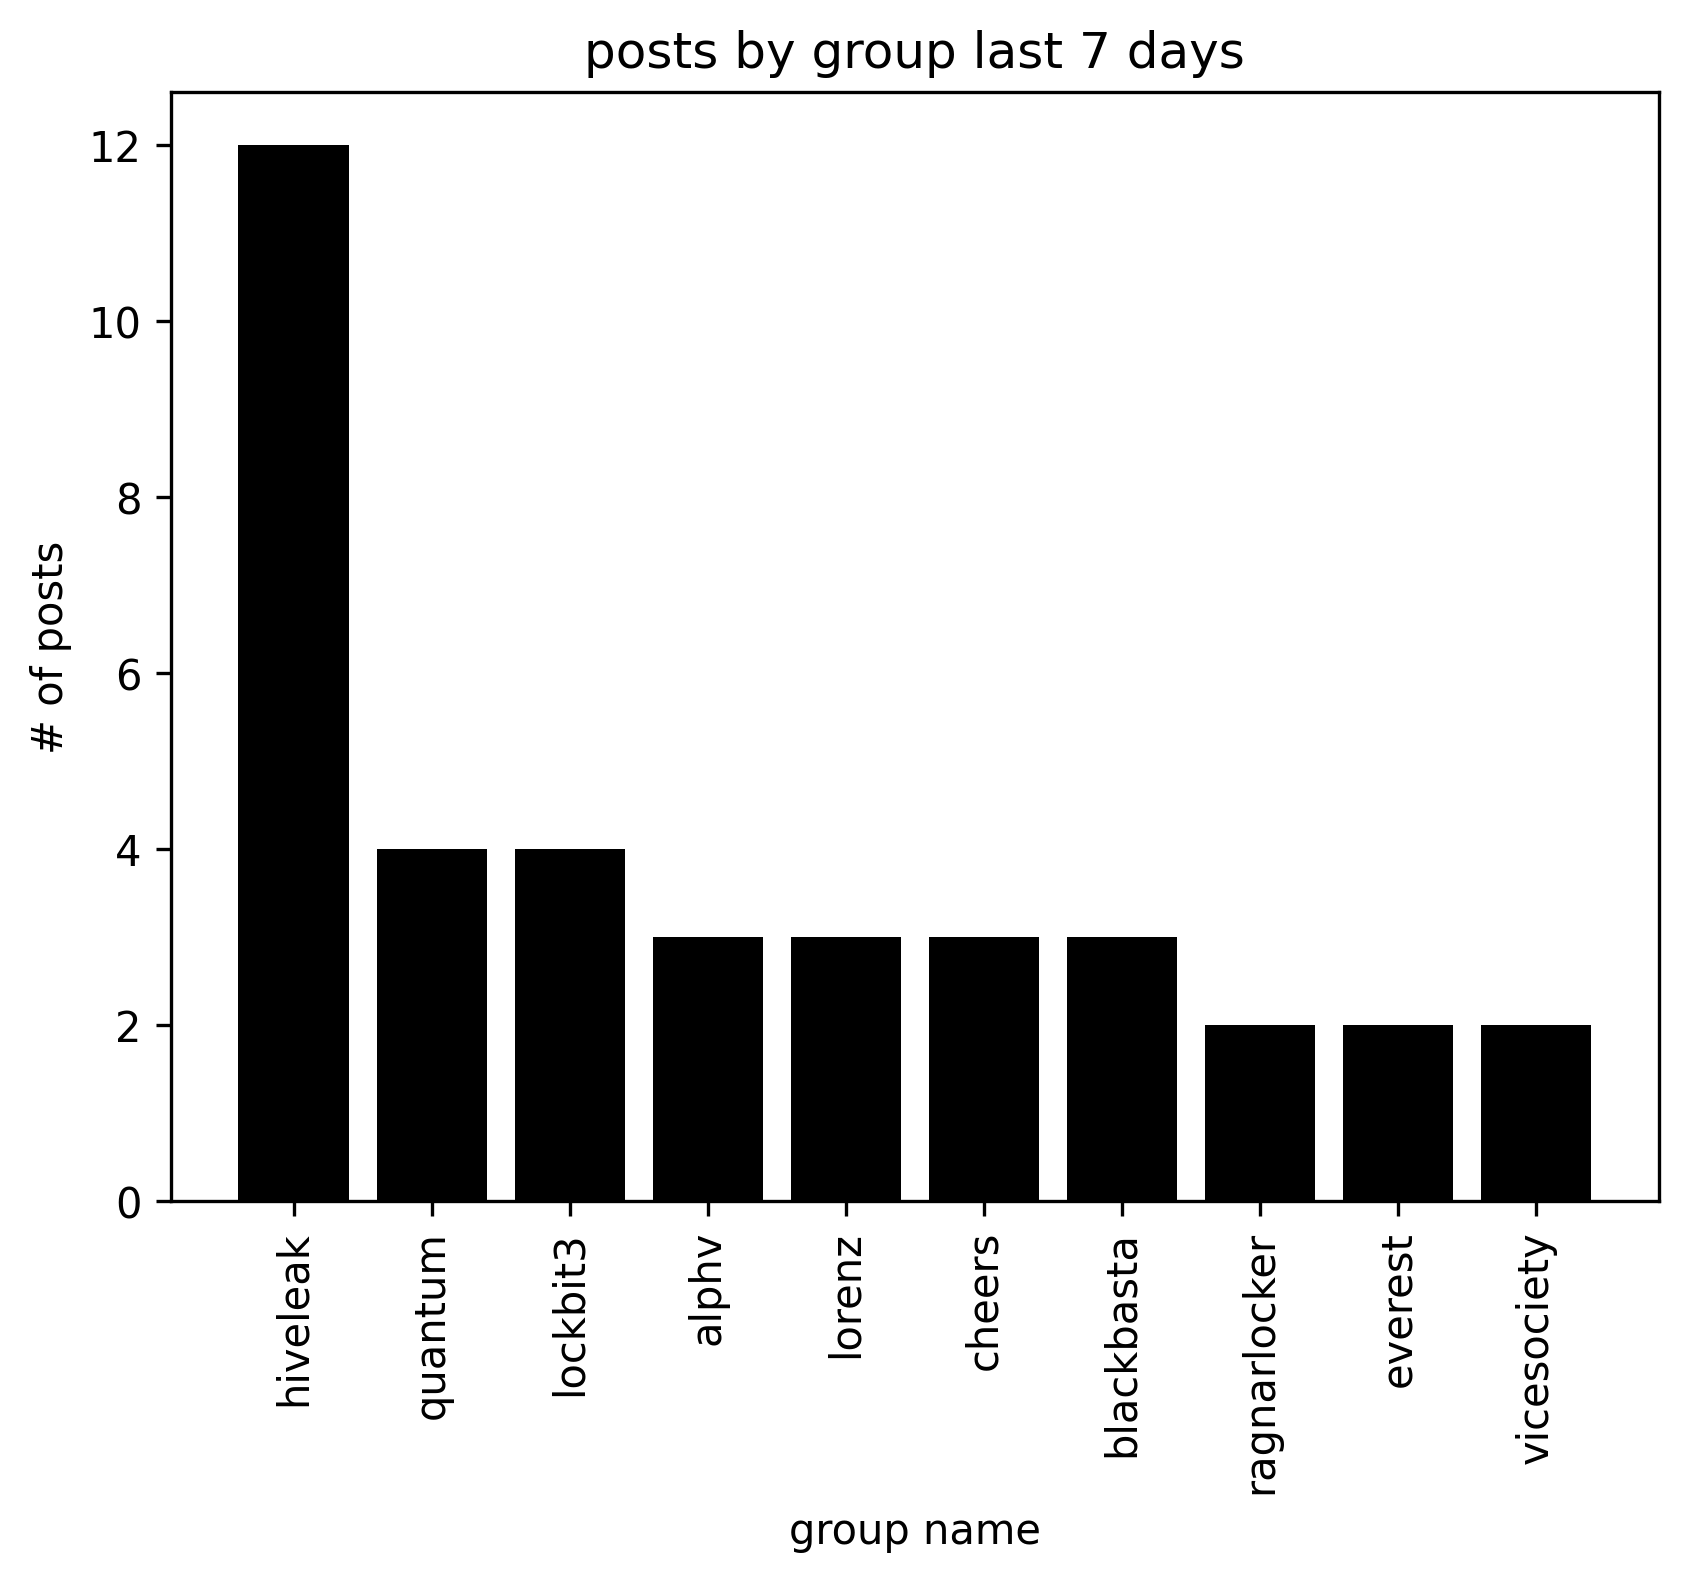 posts by group last 7 days
12
10
8
6
4
2
0
# of posts
hiveleak
quantum
lockbit3
alphv
lorenz
cheers
blackbasta
ragnarlocker
everest
vicesociety
group name